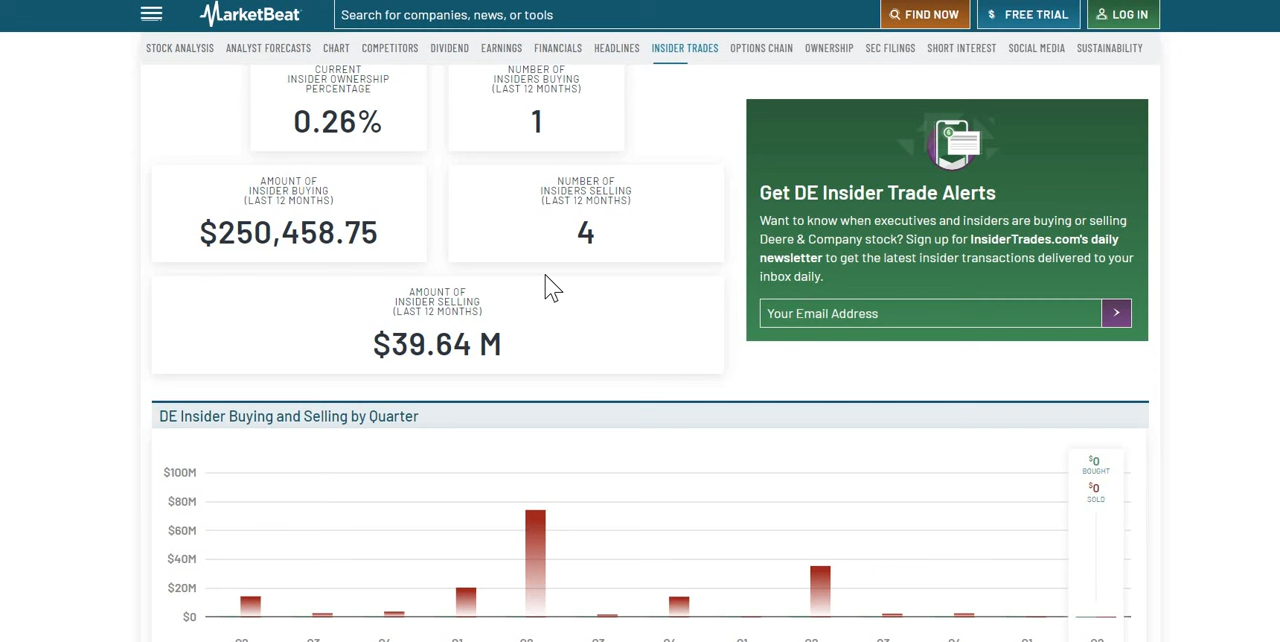 MarketBeat
Search for companies, news, or tools
FIND NOW
$ FREE TRIAL
LOG IN
STOCK ANALYSIS ANALYST FORECASTS CHART COMPETITORS DIVIDEND EARNINGS FINANCIALS HEADLINES INSIDER TRADES OPTIONS CHAIN OWNERSHIP SEC FILINGS SHORT INTEREST SOCIAL MEDIA SUSTAINABILITY
CURRENT
INSIDER OWNERSHIP
PERCENTAGE
0.26%
NUMBER OF
INSIDERS BUYING
(LAST 12 MONTHS)
1
AMOUNT OF
INSIDER BUYING
(LAST 12 MONTHS)
$250,458.75
NUMBER OF
INSIDERS SELLING
(LAST 12 MONTHS)
4
AMOUNT OF
INSIDER SELLING
(LAST 12 MONTHS)
$39.64 M
Get DE Insider Trade Alerts
Want to know when executives and insiders are buying or selling
Deere & Company stock? Sign up for InsiderTrades.com's daily
newsletter to get the latest insider transactions delivered to your
inbox daily.
Your Email Address
>
DE Insider Buying and Selling by Quarter
$100M
$80M
$60M
$40M
$20M
$0
$0
BOUGHT
$0
SOLD